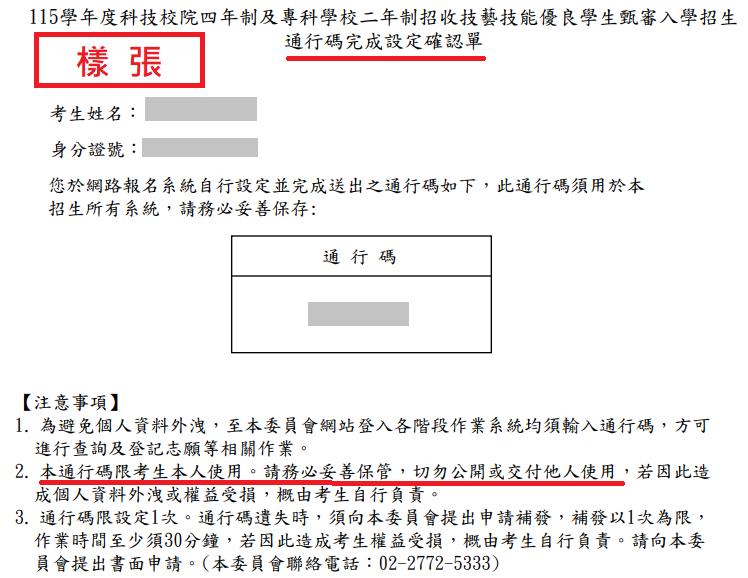 115學年度科技校院四年制及專科學校二年制招收技藝技能優良學生甄審入學招生
通行碼完成設定確認單
樣 張
考生姓名：
身分證號：
您於網路報名系統自行設定並完成送出之通行碼如下，此通行碼須用於本
招生所有系統，請務必妥善保存:
通 行 碼
【注意事項】
1. 為避免個人資料外洩，至本委員會網站登入各階段作業系統均須輸入通行碼，方可
進行查詢及登記志願等相關作業。
2. 本通行碼限考生本人使用。請務必妥善保管，切勿公開或交付他人使用，若因此造
成個人資料外洩或權益受損，概由考生自行負責。
3. 通行碼限設定1次。通行碼遺失時，須向本委員會提出申請補發，補發以1次為限，
作業時間至少須30分鐘，若因此造成考生權益受損，概由考生自行負責。請向本委
員會提出書面申請。(本委員會聯絡電話：02-2772-5333)